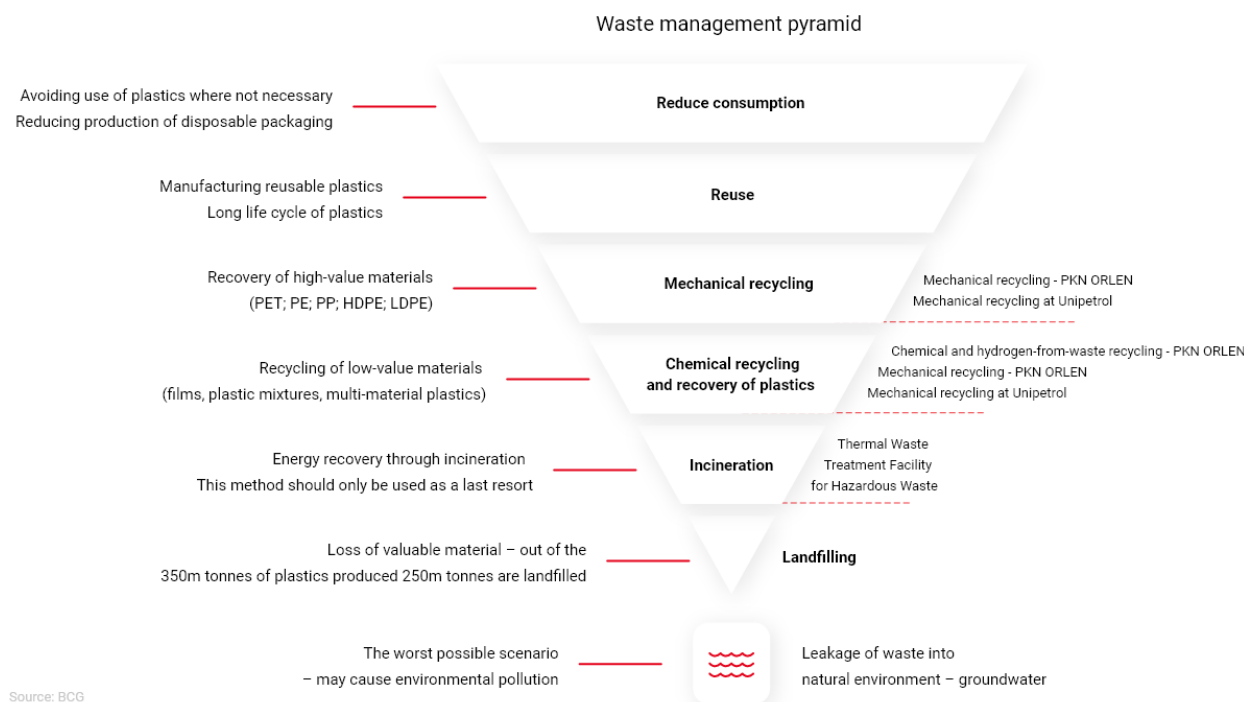 Waste management pyramid
Avoiding use of plastics where not necessary
Reducing production of disposable packaging
Reduce consumption
Manufacturing reusable plastics
Long life cycle of plastics
Reuse
Recovery of high-value materials
(PET; PE; PP; HDPE; LDPE)
Mechanical recycling
Mechanical recycling - PKN ORLEN
Mechanical recycling at Unipetrol
Recycling of low-value materials
(films, plastic mixtures, multi-material plastics)
Chemical recycling
and recovery of plastics
Chemical and hydrogen-from-waste recycling - PKN ORLEN
Mechanical recycling - PKN ORLEN
Mechanical recycling at Unipetrol
Energy recovery through incineration
This method should only be used as a last resort
Incineration
Thermal Waste
Treatment Facility
for Hazardous Waste
Loss of valuable material – out of the
350m tonnes of plastics produced 250m tonnes are landfilled
Landfilling
The worst possible scenario
– may cause environmental pollution
Leakage of waste into
natural environment – groundwater
Source: BCG